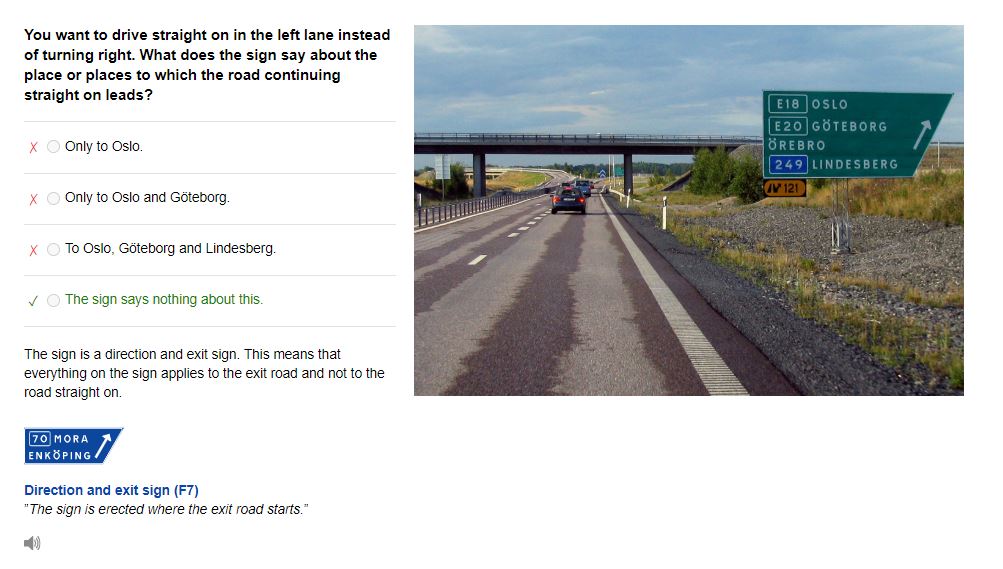 You want to drive straight on in the left lane instead
of turning right. What does the sign say about the
place or places to which the road continuing
straight on leads?
Only to Oslo.
Only to Oslo and Göteborg.
To Oslo, Göteborg and Lindesberg.
The sign says nothing about this.
The sign is a direction and exit sign. This means that
everything on the sign applies to the exit road and not to the
road straight on.
70 MORA
ENKÖPING
Direction and exit sign (F7)
"The sign is erected where the exit road starts."
E18 OSLO
E20 GÖTEBORG
ÖREBRO
249 LINDESBERG
121